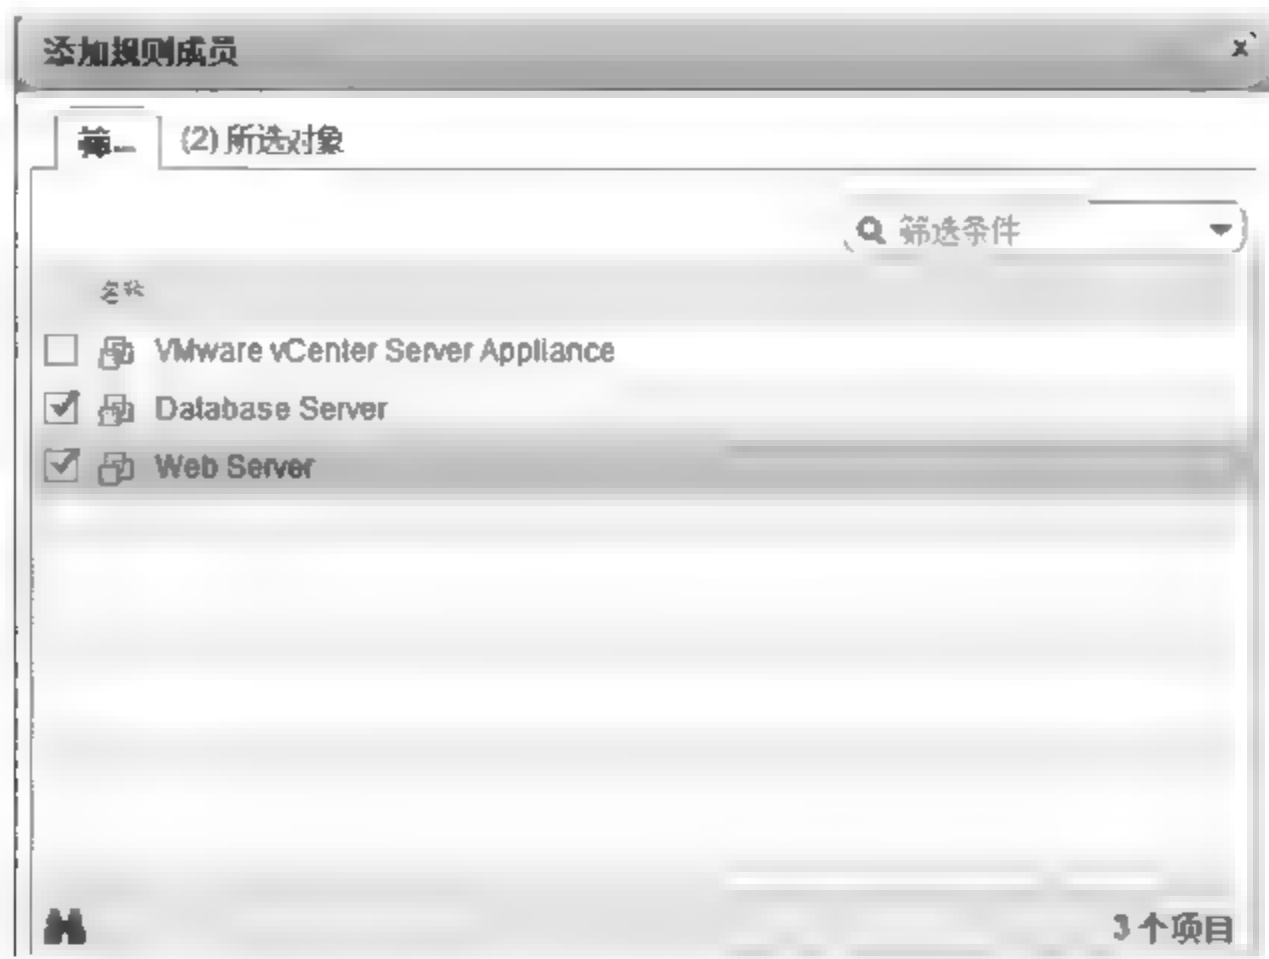 添加规则成员
x
筛... (2) 所选对象
筛选条件
名称
VMware vCenter Server Appliance
Database Server
Web Server
3 个项目